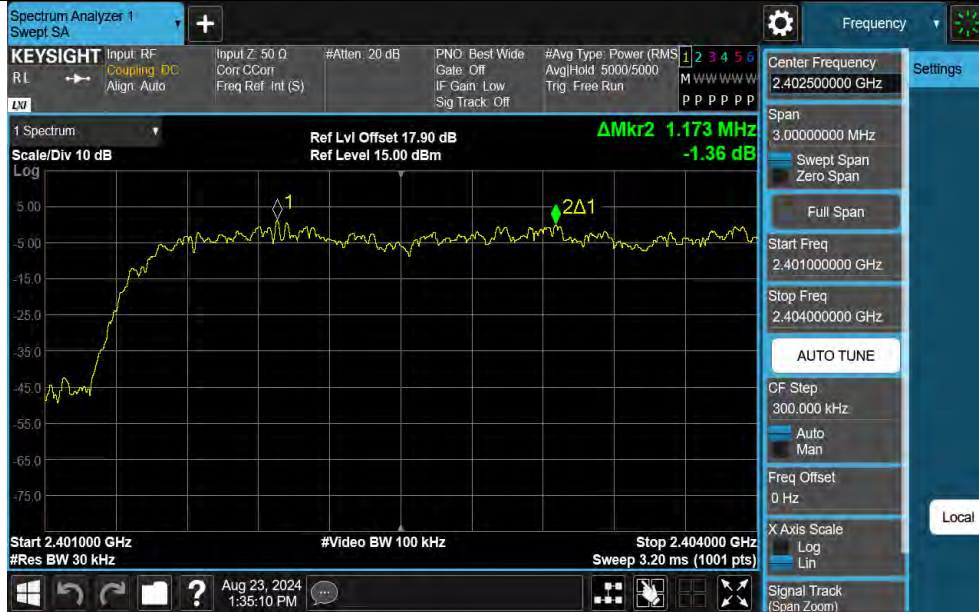 Spectrum Analyzer 1
Swept SA
+
Frequency
KEYSIGHT
Input: RF
Coupling: DC
Align: Auto
Input Z: 50 Ω
Corr CCorr
Freq Ref: Int (S)
#Atten: 20 dB
PNO: Best Wide
Gate: Off
IF Gain: Low
Sig Track: Off
#Avg Type: Power (RMS
Avg|Hold: 5000/5000
Trig: Free Run
1 2 3 4 5 6
M W W W W W
P P P P P P
RL
LXI
Center Frequency
2.402500000 GHz
Settings
Span
3.00000000 MHz
Swept Span
Zero Span
Full Span
Start Freq
2.401000000 GHz
Stop Freq
2.404000000 GHz
AUTO TUNE
CF Step
300.000 kHz
Auto
Man
Freq Offset
0 Hz
X Axis Scale
Log
Lin
Signal Track
(Span Zoom)
Local
1 Spectrum
Scale/Div 10 dB
Log
Ref Lvl Offset 17.90 dB
Ref Level 15.00 dBm
ΔMkr2 1.173 MHz
-1.36 dB
1
2Δ1
5.00
-5.00
-15.0
-25.0
-35.0
-45.0
-55.0
-65.0
-75.0
Start 2.401000 GHz
#Res BW 30 kHz
#Video BW 100 kHz
Stop 2.404000 GHz
Sweep 3.20 ms (1001 pts)
?
Aug 23, 2024
1:35:10 PM